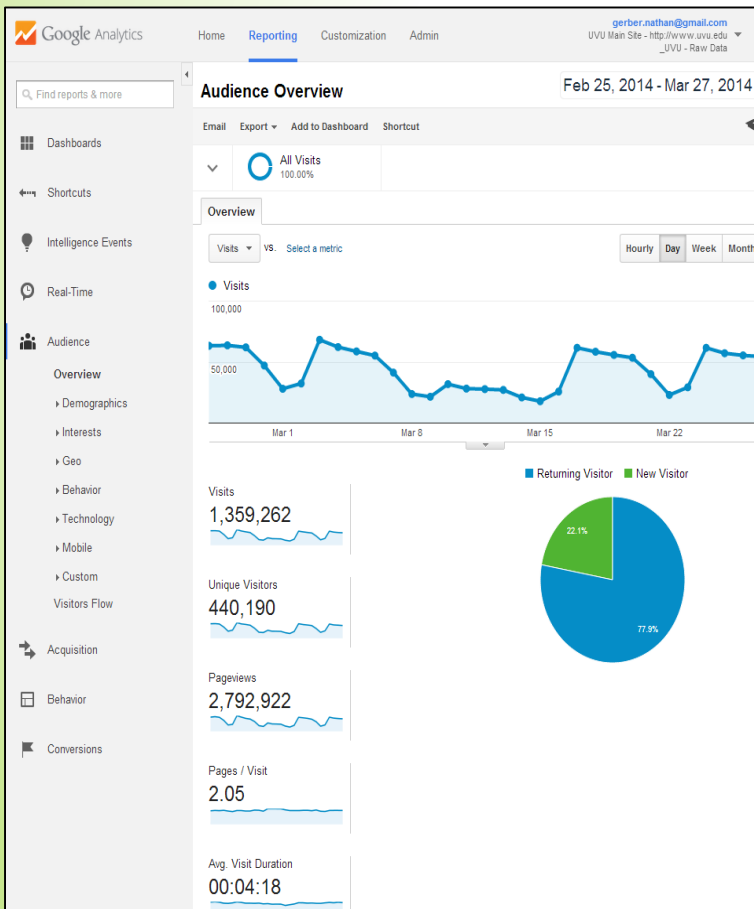 Google Analytics
Home Reporting Customization Admin
gerber.nathan@gmail.com
UVU Main Site - http://www.uvu.edu
_UVU - Raw Data
Find reports & more
Dashboards
Shortcuts
Intelligence Events
Real-Time
Audience
Overview
Demographics
Interests
Geo
Behavior
Technology
Mobile
Custom
Visitors Flow
Acquisition
Behavior
Conversions
Audience Overview
Feb 25, 2014 - Mar 27, 2014
Email Export Add to Dashboard Shortcut
All Visits
100.00%
Overview
Visits VS. Select a metric
Hourly Day Week Month
Visits
100,000
50,000
Mar 1 Mar 8 Mar 15 Mar 22
Returning Visitor New Visitor
22.1%
77.9%
Visits
1,359,262
Unique Visitors
440,190
Pageviews
2,792,922
Pages / Visit
2.05
Avg. Visit Duration
00:04:18